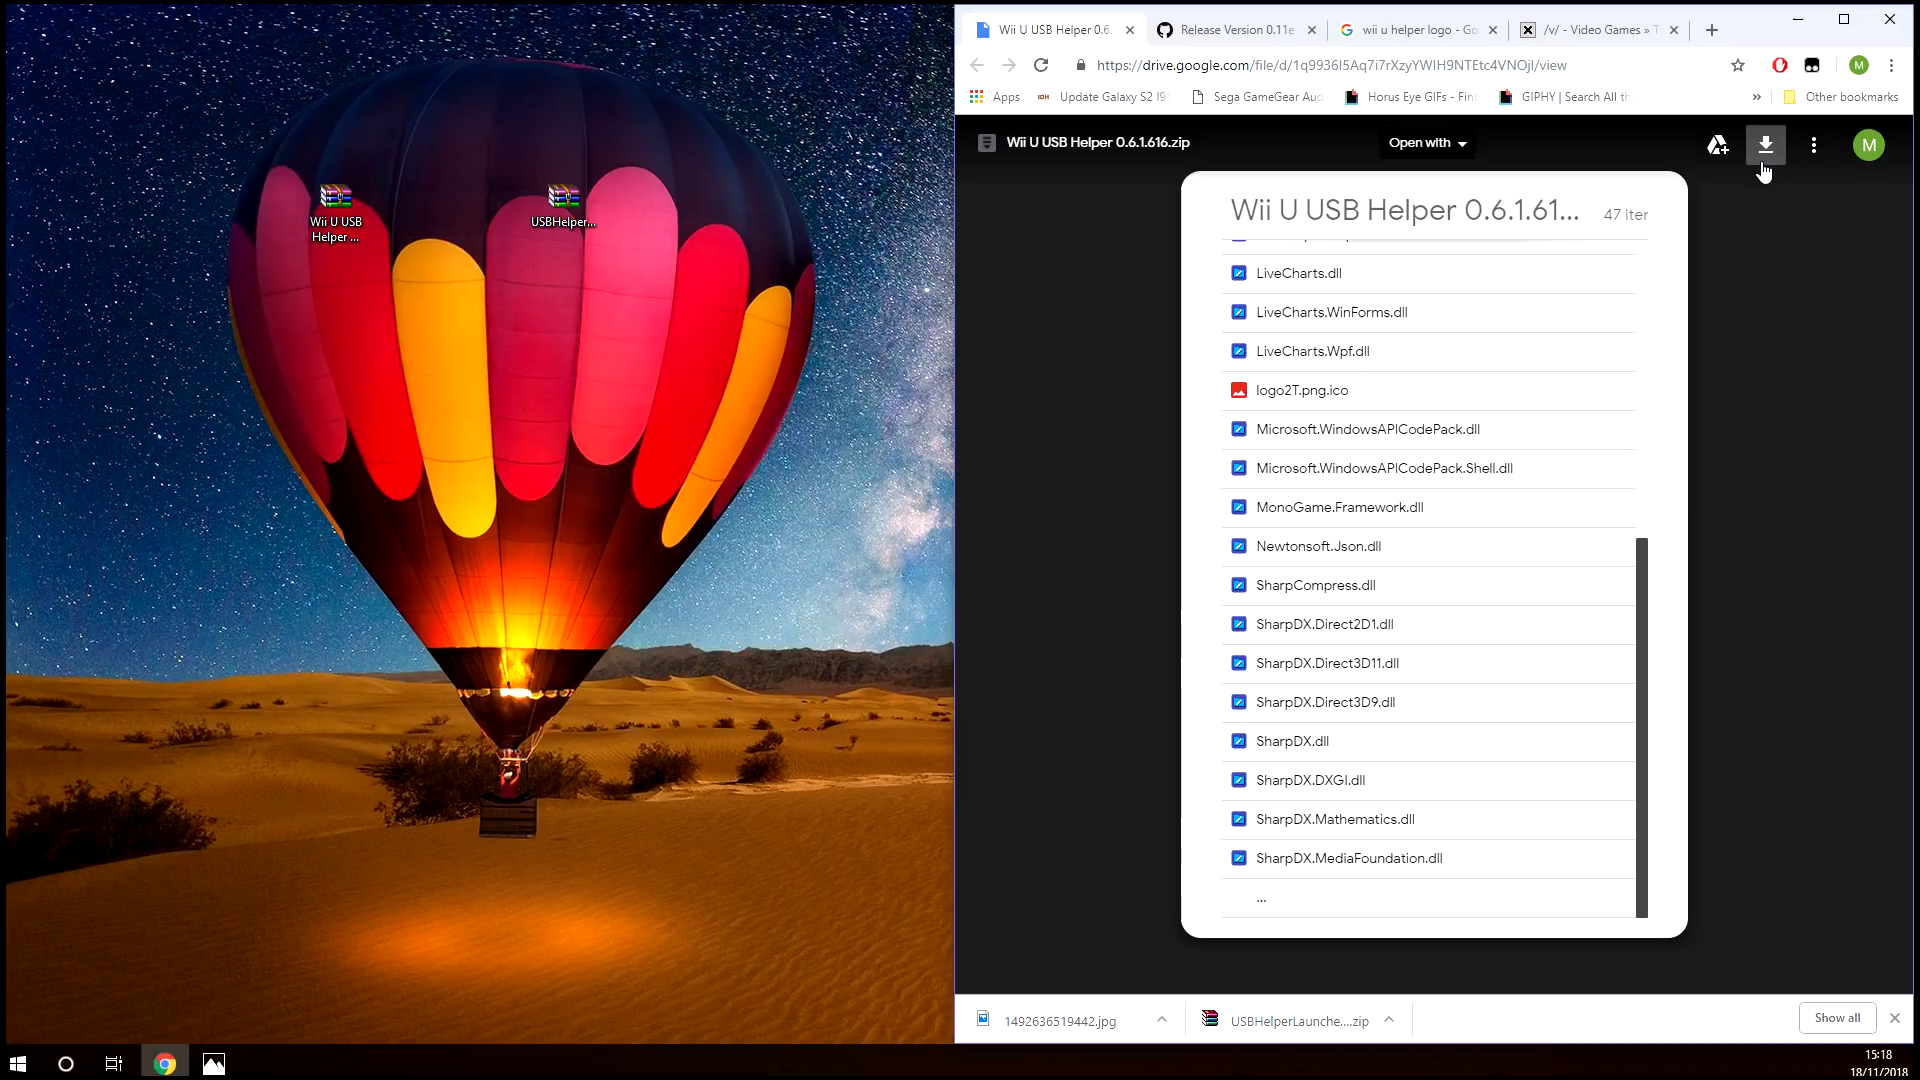 Wii U USB
Helper ...
USBHelper...
Wii U USB Helper 0.6.
Release Version 0.11e
wii u helper logo - Go
/v/ - Video Games » T
https://drive.google.com/file/d/1q9936I5Aq7i7rXzyYWIH9NTEtc4VNOjI/view
M
Apps
Update Galaxy S2 I9
Sega GameGear Aud
Horus Eye GIFs - Find
GIPHY | Search All th
»
Other bookmarks
Wii U USB Helper 0.6.1.616.zip
Open with
M
Wii U USB Helper 0.6.1.61... 47 iter
LiveCharts.dll
LiveCharts.WinForms.dll
LiveCharts.Wpf.dll
logo2T.png.ico
Microsoft.WindowsAPICodePack.dll
Microsoft.WindowsAPICodePack.Shell.dll
MonoGame.Framework.dll
Newtonsoft.Json.dll
SharpCompress.dll
SharpDX.Direct2D1.dll
SharpDX.Direct3D11.dll
SharpDX.Direct3D9.dll
SharpDX.dll
SharpDX.DXGI.dll
SharpDX.Mathematics.dll
SharpDX.MediaFoundation.dll
...
1492636519442.jpg
USBHelperLaunche....zip
Show all
15:18
18/11/2018